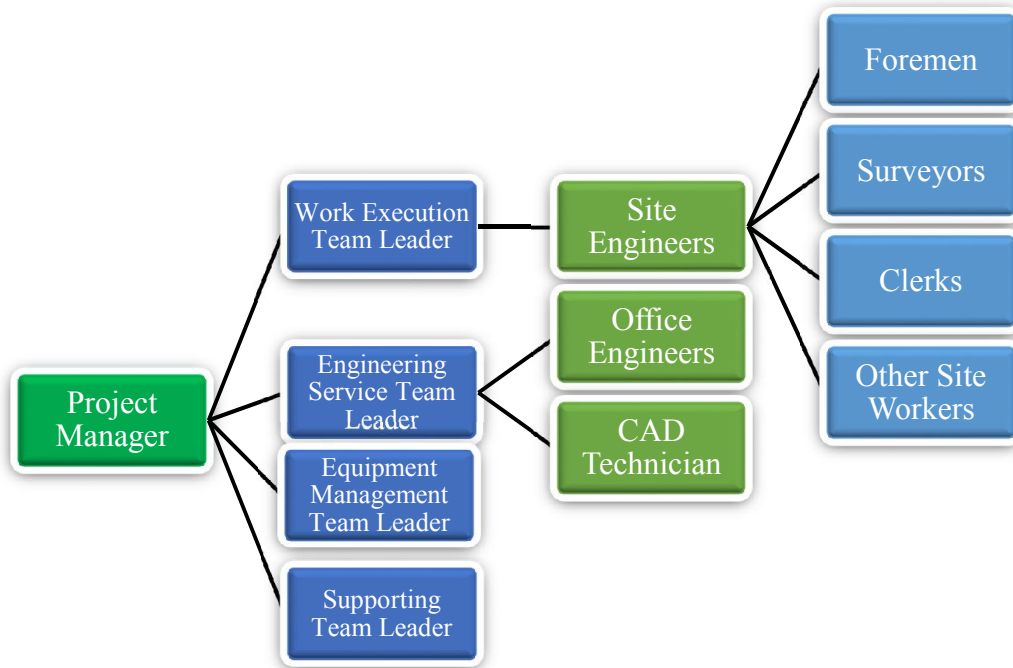 Project
Manager
Work Execution
Team Leader
Engineering
Service Team
Leader
Equipment
Management
Team Leader
Supporting
Team Leader
Site
Engineers
Office
Engineers
CAD
Technician
Foremen
Surveyors
Clerks
Other Site
Workers